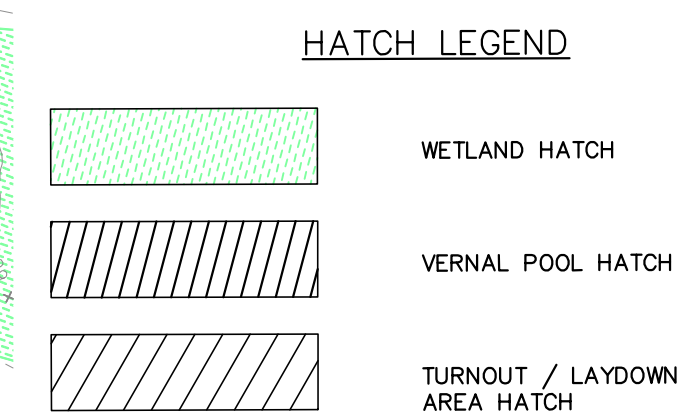 HATCH LEGEND
WETLAND HATCH
VERNAL POOL HATCH
TURNOUT / LAYDOWN
AREA HATCH